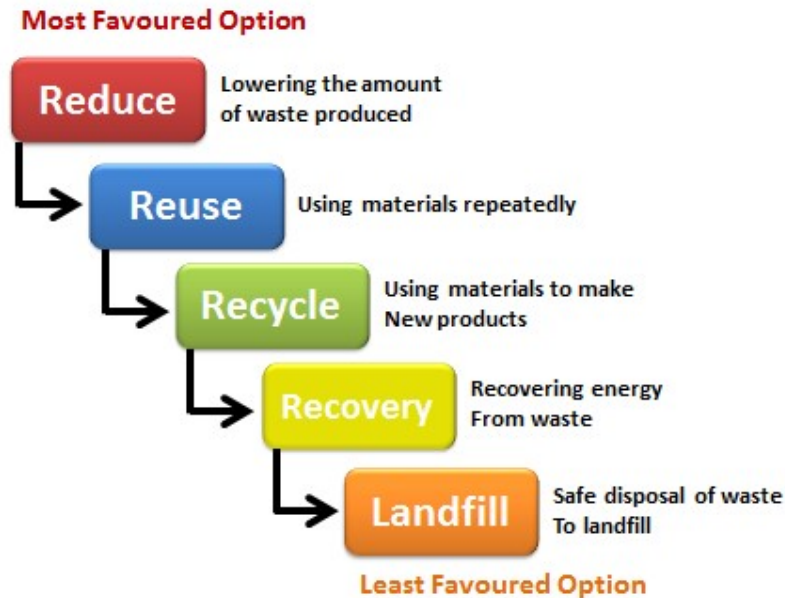 Most Favoured Option
Reduce
Lowering the amount
of waste produced
Reuse
Using materials repeatedly
Recycle
Using materials to make
New products
Recovery
Recovering energy
From waste
Landfill
Safe disposal of waste
To landfill
Least Favoured Option